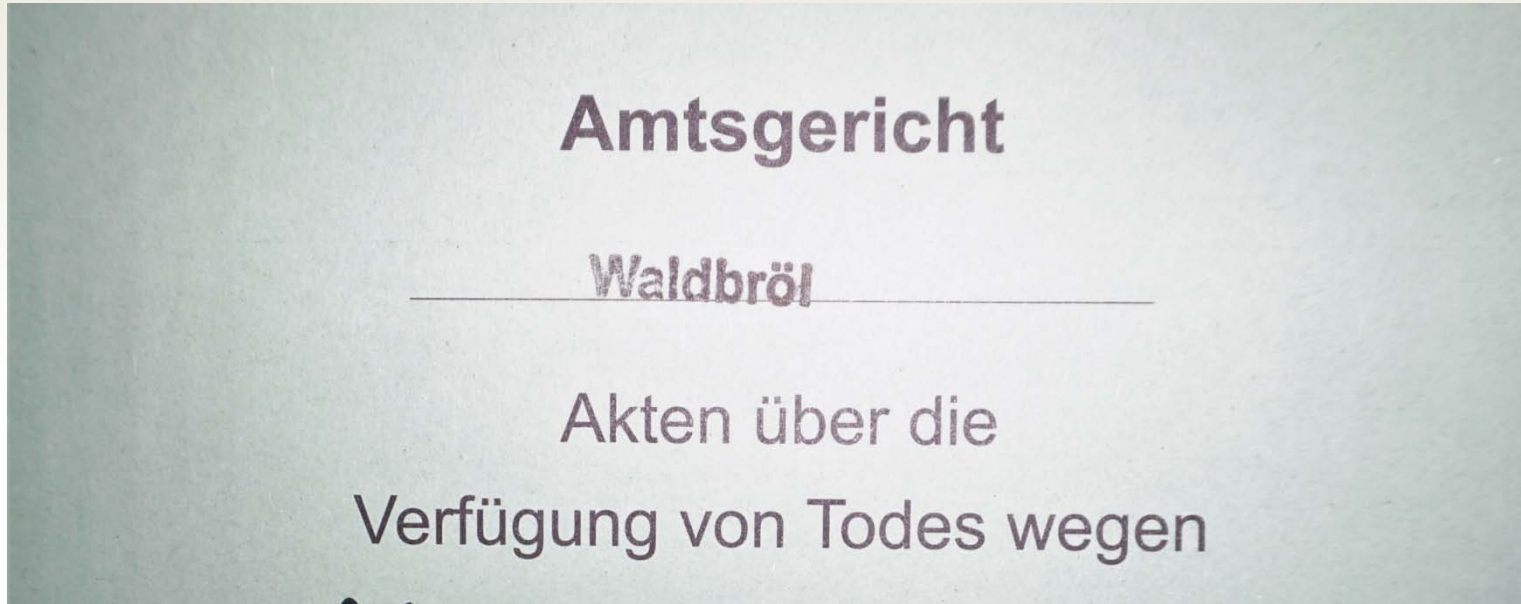 Amtsgericht
Waldbröl
Akten über die
Verfügung von Todes wegen